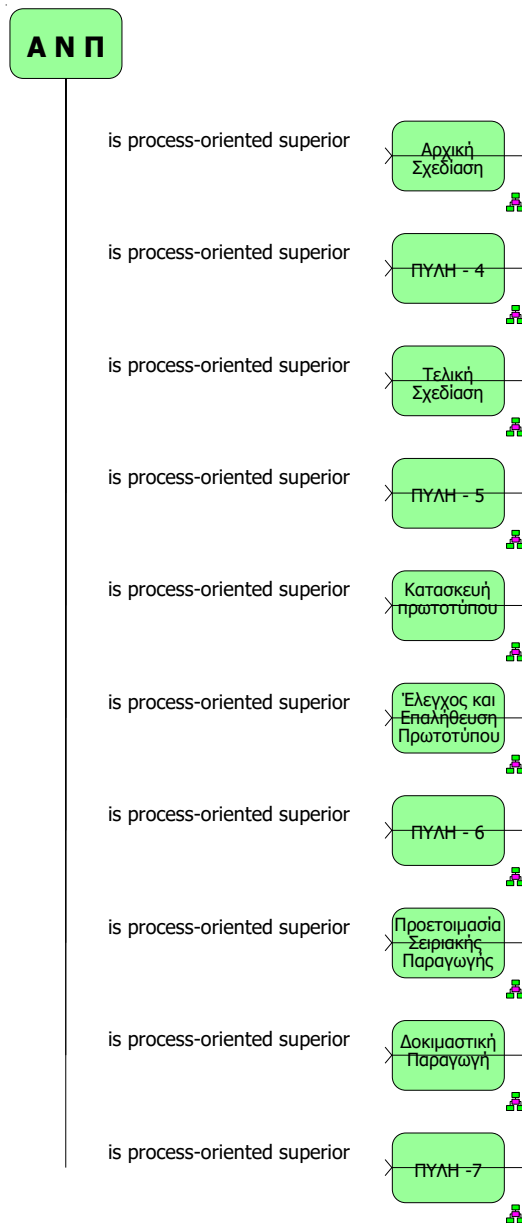 Α Ν Π
is process-oriented superior
Αρχική
Σχεδίαση
is process-oriented superior
ΠΥΛΗ - 4
is process-oriented superior
Τελική
Σχεδίαση
is process-oriented superior
ΠΥΛΗ - 5
is process-oriented superior
Κατασκευή
πρωτοτύπου
is process-oriented superior
Έλεγχος και
Επαλήθευση
Πρωτοτύπου
is process-oriented superior
ΠΥΛΗ - 6
is process-oriented superior
Προετοιμασία
Σειριακής
Παραγωγής
is process-oriented superior
Δοκιμαστική
Παραγωγή
is process-oriented superior
ΠΥΛΗ -7